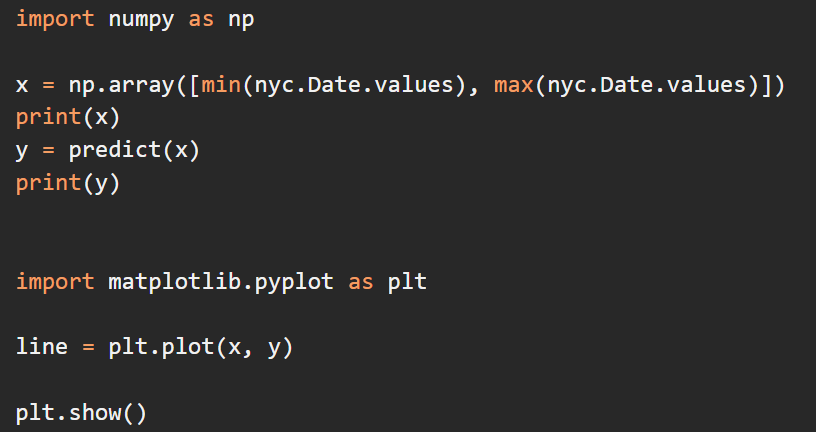 import numpy as np
x = np.array([min(nyc.Date.values), max(nyc.Date.values)])
print(x)
y = predict(x)
print(y)
import matplotlib.pyplot as plt
line = plt.plot(x, y)
plt.show()